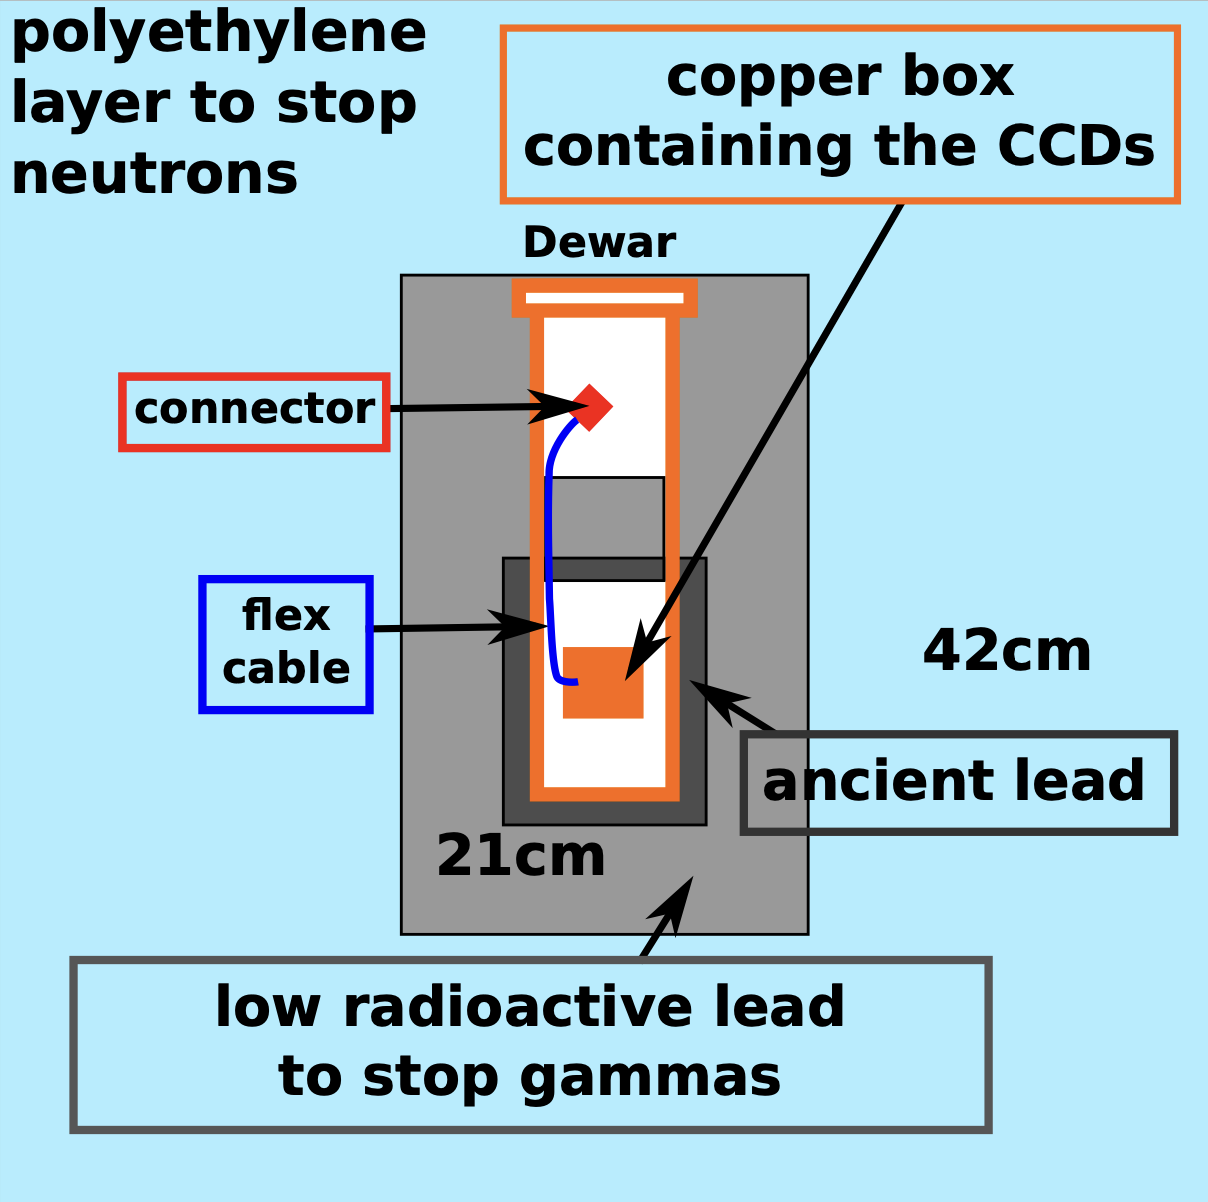 polyethylene
layer to stop
neutrons
copper box
containing the CCDs
Dewar
connector
flex
cable
42cm
ancient lead
21cm
low radioactive lead
to stop gammas